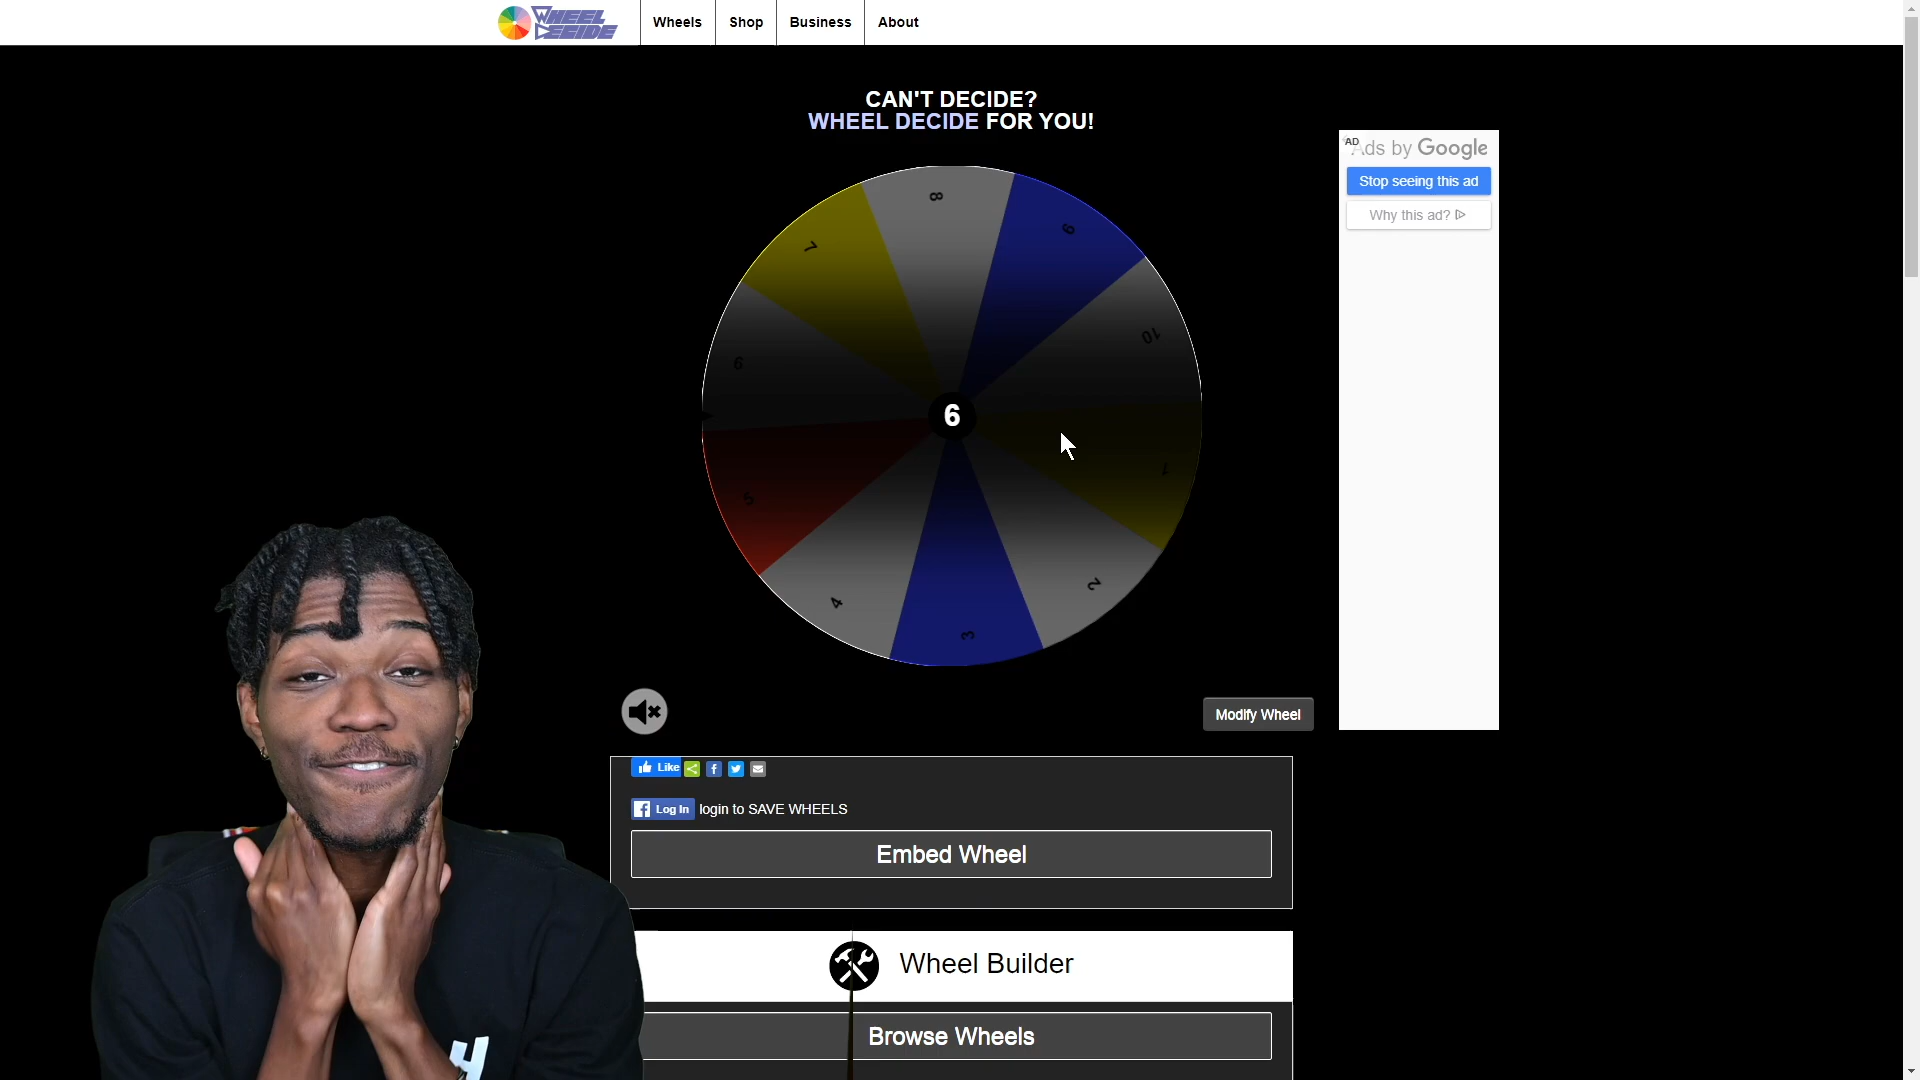 WHEEL DECIDE
Wheels
Shop
Business
About
CAN'T DECIDE?
WHEEL DECIDE FOR YOU!
AD
Ads by Google
Stop seeing this ad
Why this ad?
8
9
7
10
6
6
1
5
2
4
3
Modify Wheel
Like
Log In login to SAVE WHEELS
Embed Wheel
Wheel Builder
Browse Wheels